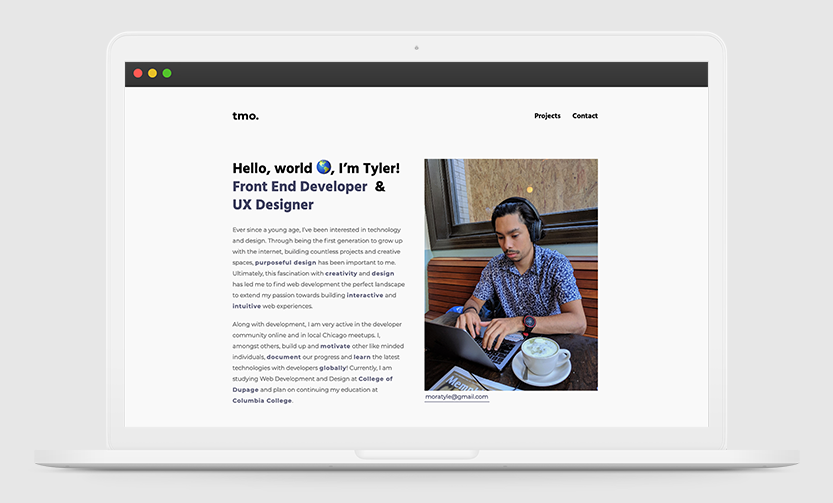 tmo.
Projects Contact
Hello, world 🌎, I'm Tyler!
Front End Developer &
UX Designer
Ever since a young age, I've been interested in technology
and design. Through being the first generation to grow up
with the internet, building countless projects and creative
spaces, purposeful design has been important to me.
Ultimately, this fascination with creativity and design
has led me to find web development the perfect landscape
to extend my passion towards building interactive and
intuitive web experiences.
Along with development, I am very active in the developer
community online and in local Chicago meetups. I,
amongst others, build up and motivate other like minded
individuals, document our progress and learn the latest
technologies with developers globally! Currently, I am
studying Web Development and Design at College of
Dupage and plan on continuing my education at
Columbia College.
moratyle@gmail.com